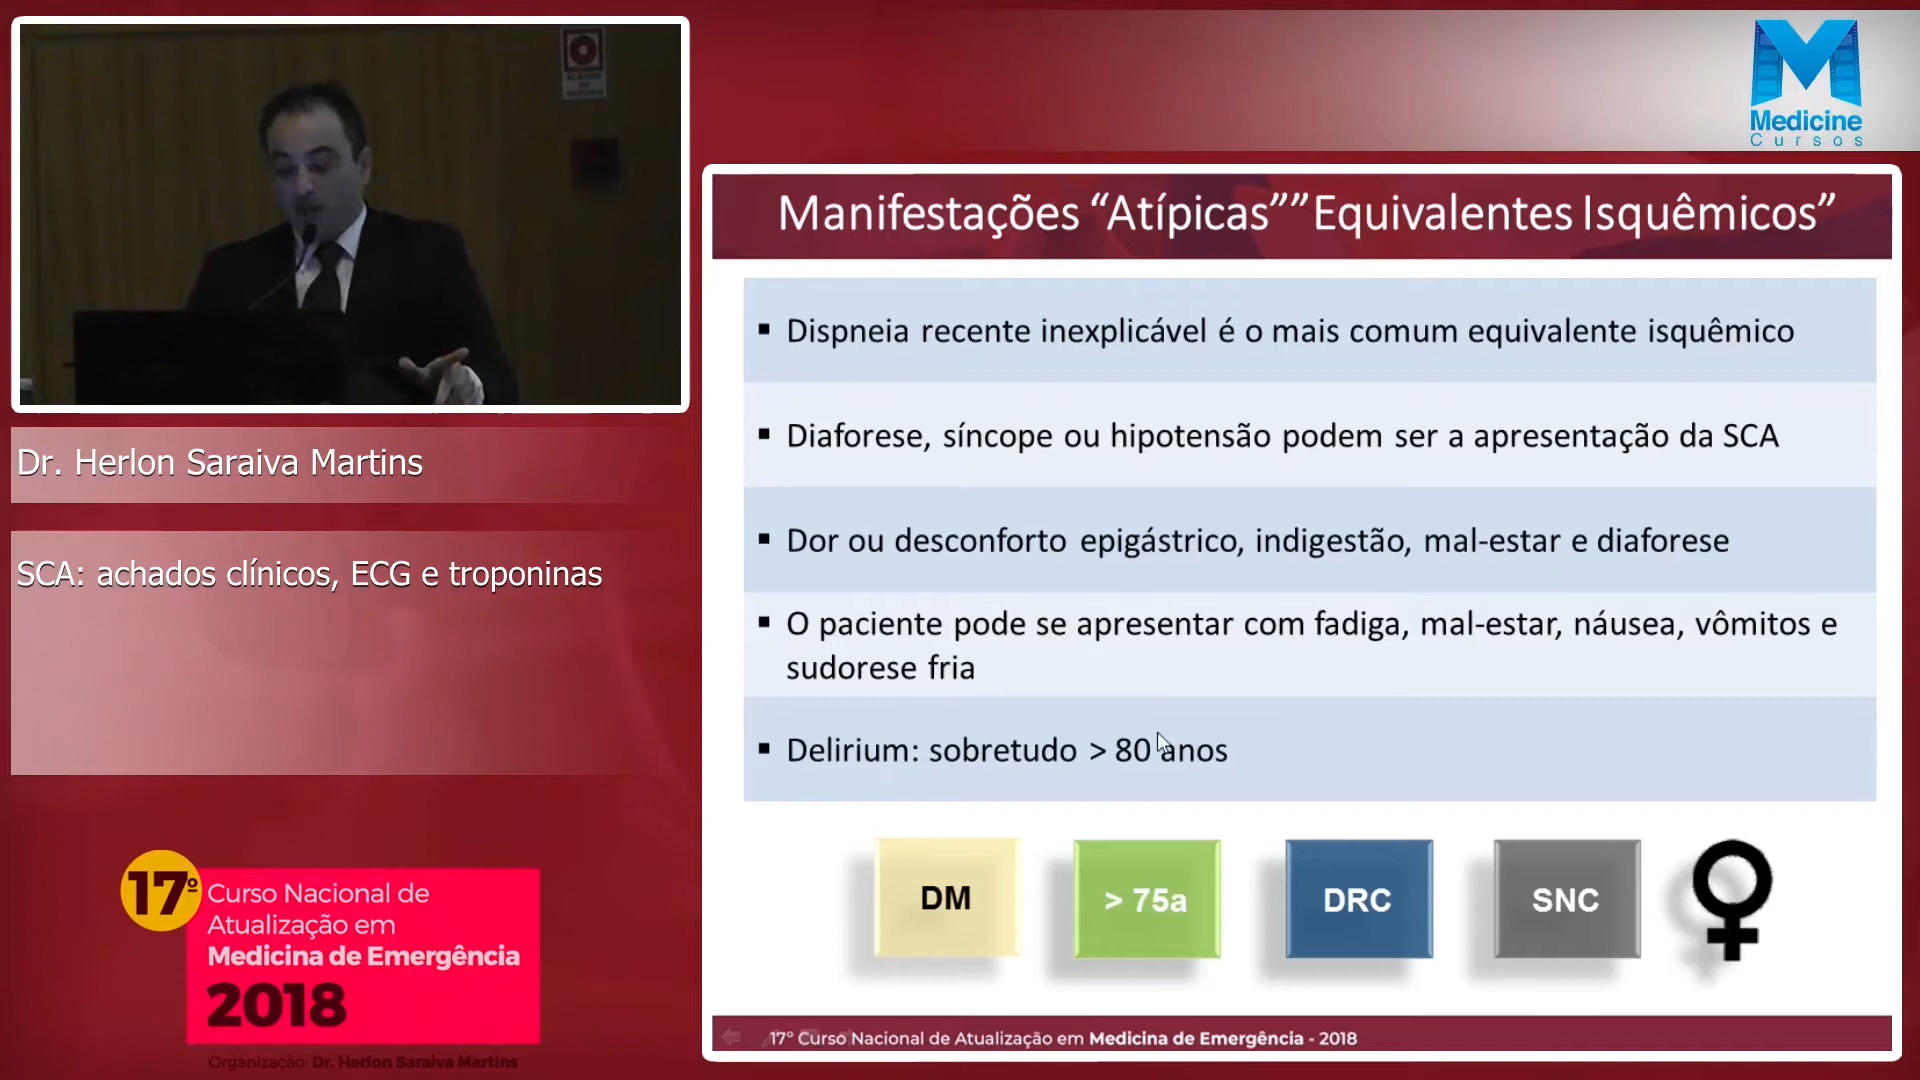 Medicine
Cursos
Manifestações “Atípicas””Equivalentes Isquêmicos”
▪ Dispneia recente inexplicável é o mais comum equivalente isquêmico
▪ Diaforese, síncope ou hipotensão podem ser a apresentação da SCA
▪ Dor ou desconforto epigástrico, indigestão, mal-estar e diaforese
▪ O paciente pode se apresentar com fadiga, mal-estar, náusea, vômitos e
sudorese fria
▪ Delirium: sobretudo > 80 anos
DM
> 75a
DRC
SNC
17º Curso Nacional de Atualização em Medicina de Emergência - 2018
Dr. Herlon Saraiva Martins
SCA: achados clínicos, ECG e troponinas
17º
Curso Nacional de
Atualização em
Medicina de Emergência
2018
Organização: Dr. Herlon Saraiva Martins